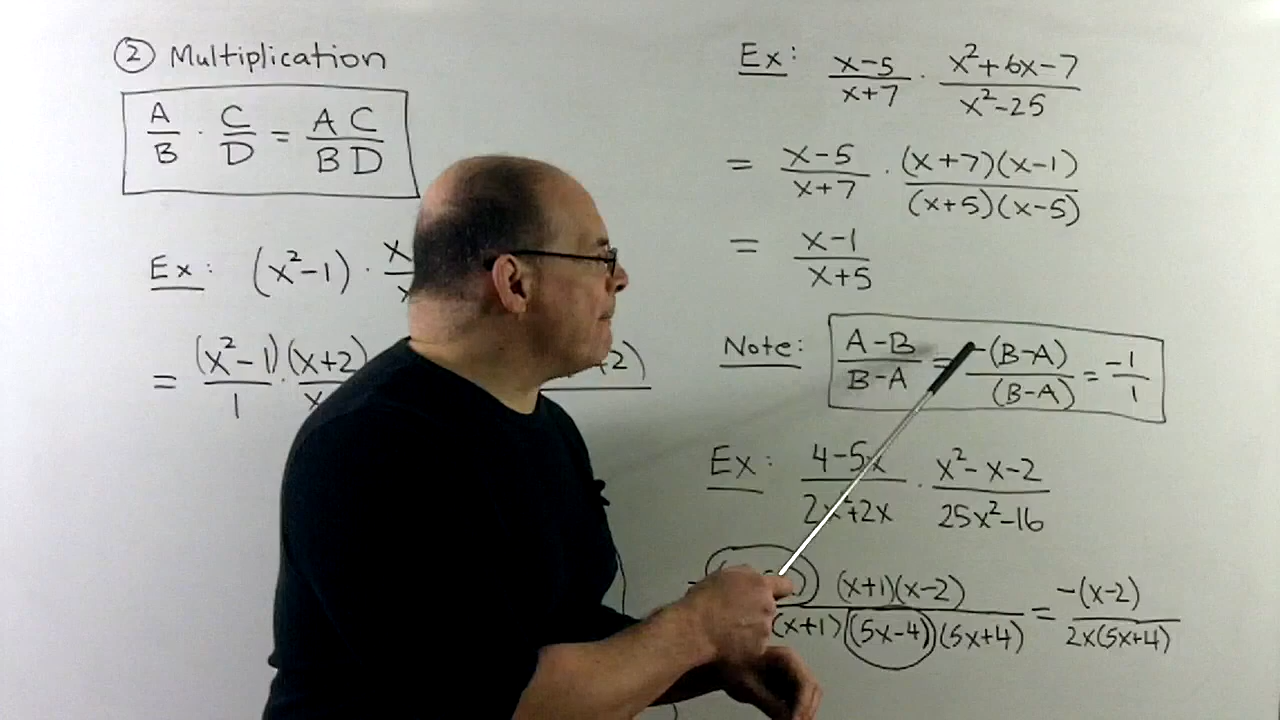 ② Multiplication
A/B · C/D = AC/BD
Ex: (x²-1) · x
= (x²-1)/1 · (x+2) +2)
Ex: (x-5)/(x+7) · (x²+6x-7)/(x²-25)
= (x-5)/(x+7) · (x+7)(x-1)/(x+5)(x-5)
= (x-1)/(x+5)
Note: (A-B)/(B-A) = -(B-A)/(B-A) = -1/1
Ex: (4-5x)/(2x²+2x) · (x²-x-2)/(25x²-16)
(x+1)(x-2)/(x+1)(5x-4)(5x+4) = -(x-2)/2x(5x+4)